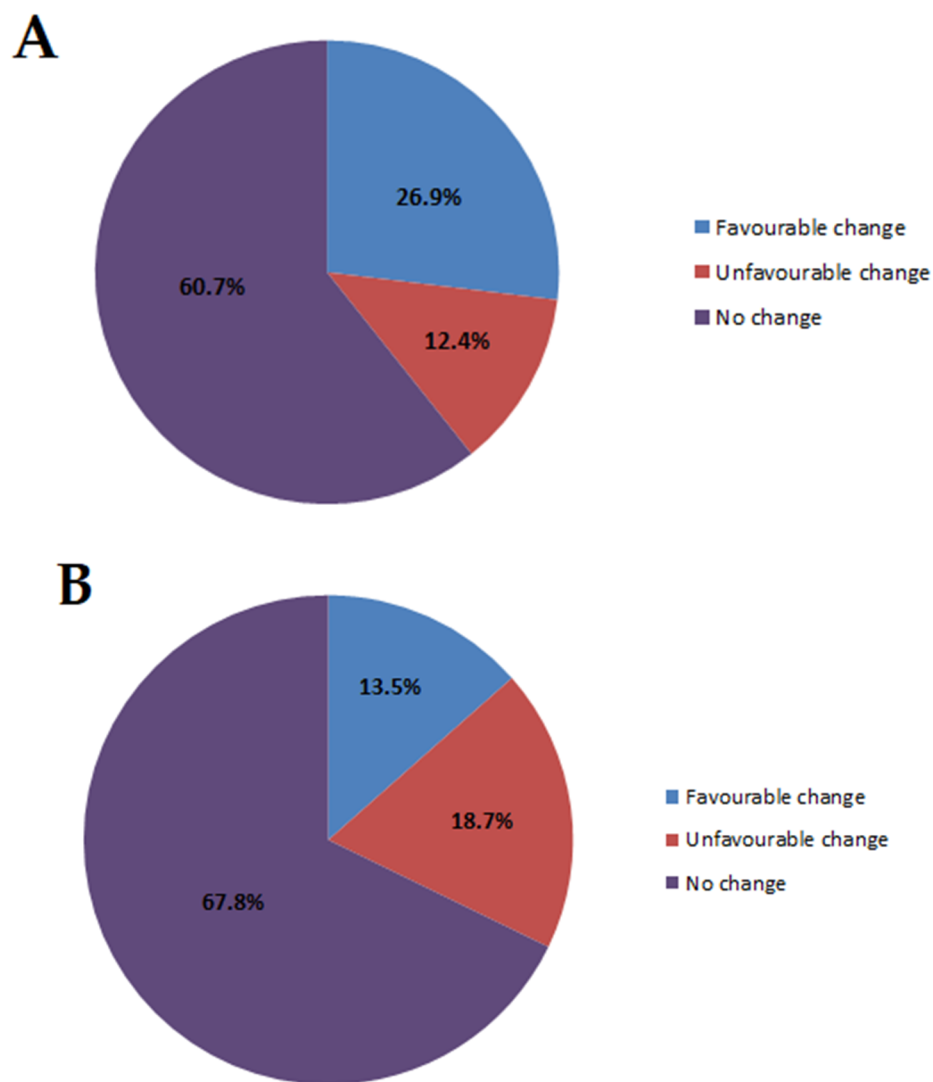 A
26.9%
Favourable change
Unfavourable change
60.7%
No change
12.4%
B
13.5%
Favourable change
18.7%
Unfavourable change
67.8%
No change